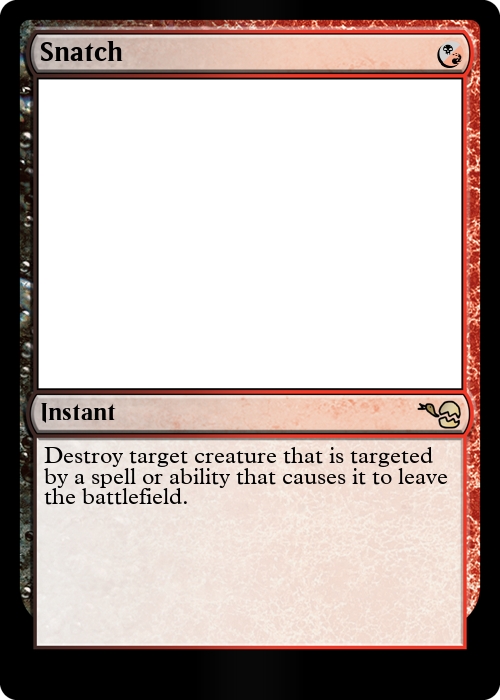 Snatch
Instant
Destroy target creature that is targeted
by a spell or ability that causes it to leave
the battlefield.